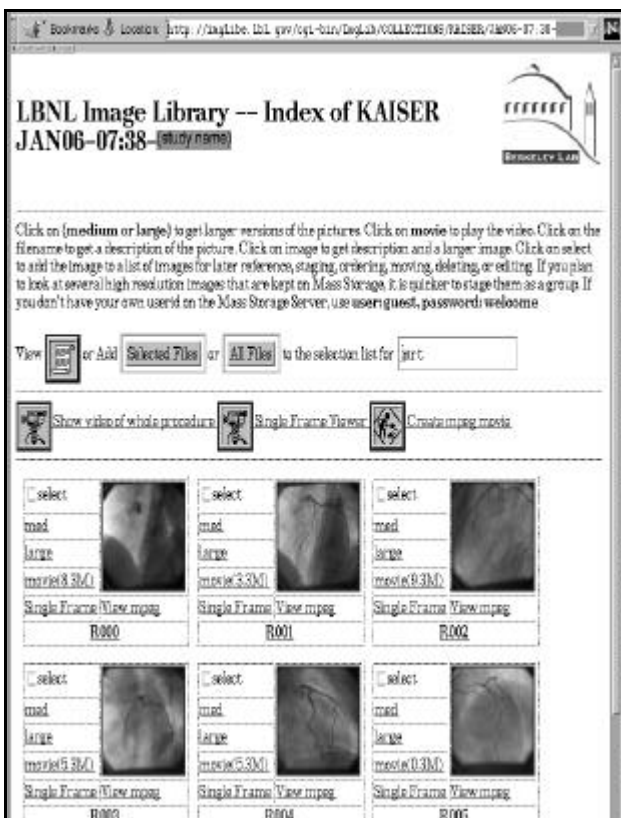 Bookmarks Location: http://imglibe.lbl.gov/cgi-bin/ImgLib/COLLECTIONS/KAISER/JAN06-07:38-
N
LBNL Image Library -- Index of KAISER
JAN06-07:38-(study name)
BERKELEY LAB
Click on (medium or large) to get larger versions of the pictures. Click on movie to play the video. Click on the
filename to get a description of the picture. Click on image to get description and a larger image. Click on select
to add the image to a list of images for later reference, staging, ordering, moving, deleting, or editing. If you plan
to look at several high resolution images that are kept on Mass Storage, it is quicker to stage them as a group. If
you don't have your own userid on the Mass Storage Server, use user: guest, password: welcome
View or Add Selected Files or All Files to the selection list for
Show video of whole procedure Single Frame Viewer Create mpeg movie
select select select
med med med
large large large
movie(8.3M) movie(3.3M) movie(9.3M)
Single Frame View mpeg Single Frame View mpeg Single Frame View mpeg
R000 R001 R002
select select select
med med med
large large large
movie(5.3M) movie(5.3M) movie(0.3M)
Single Frame View mpeg Single Frame View mpeg Single Frame View mpeg
R003 R004 R005